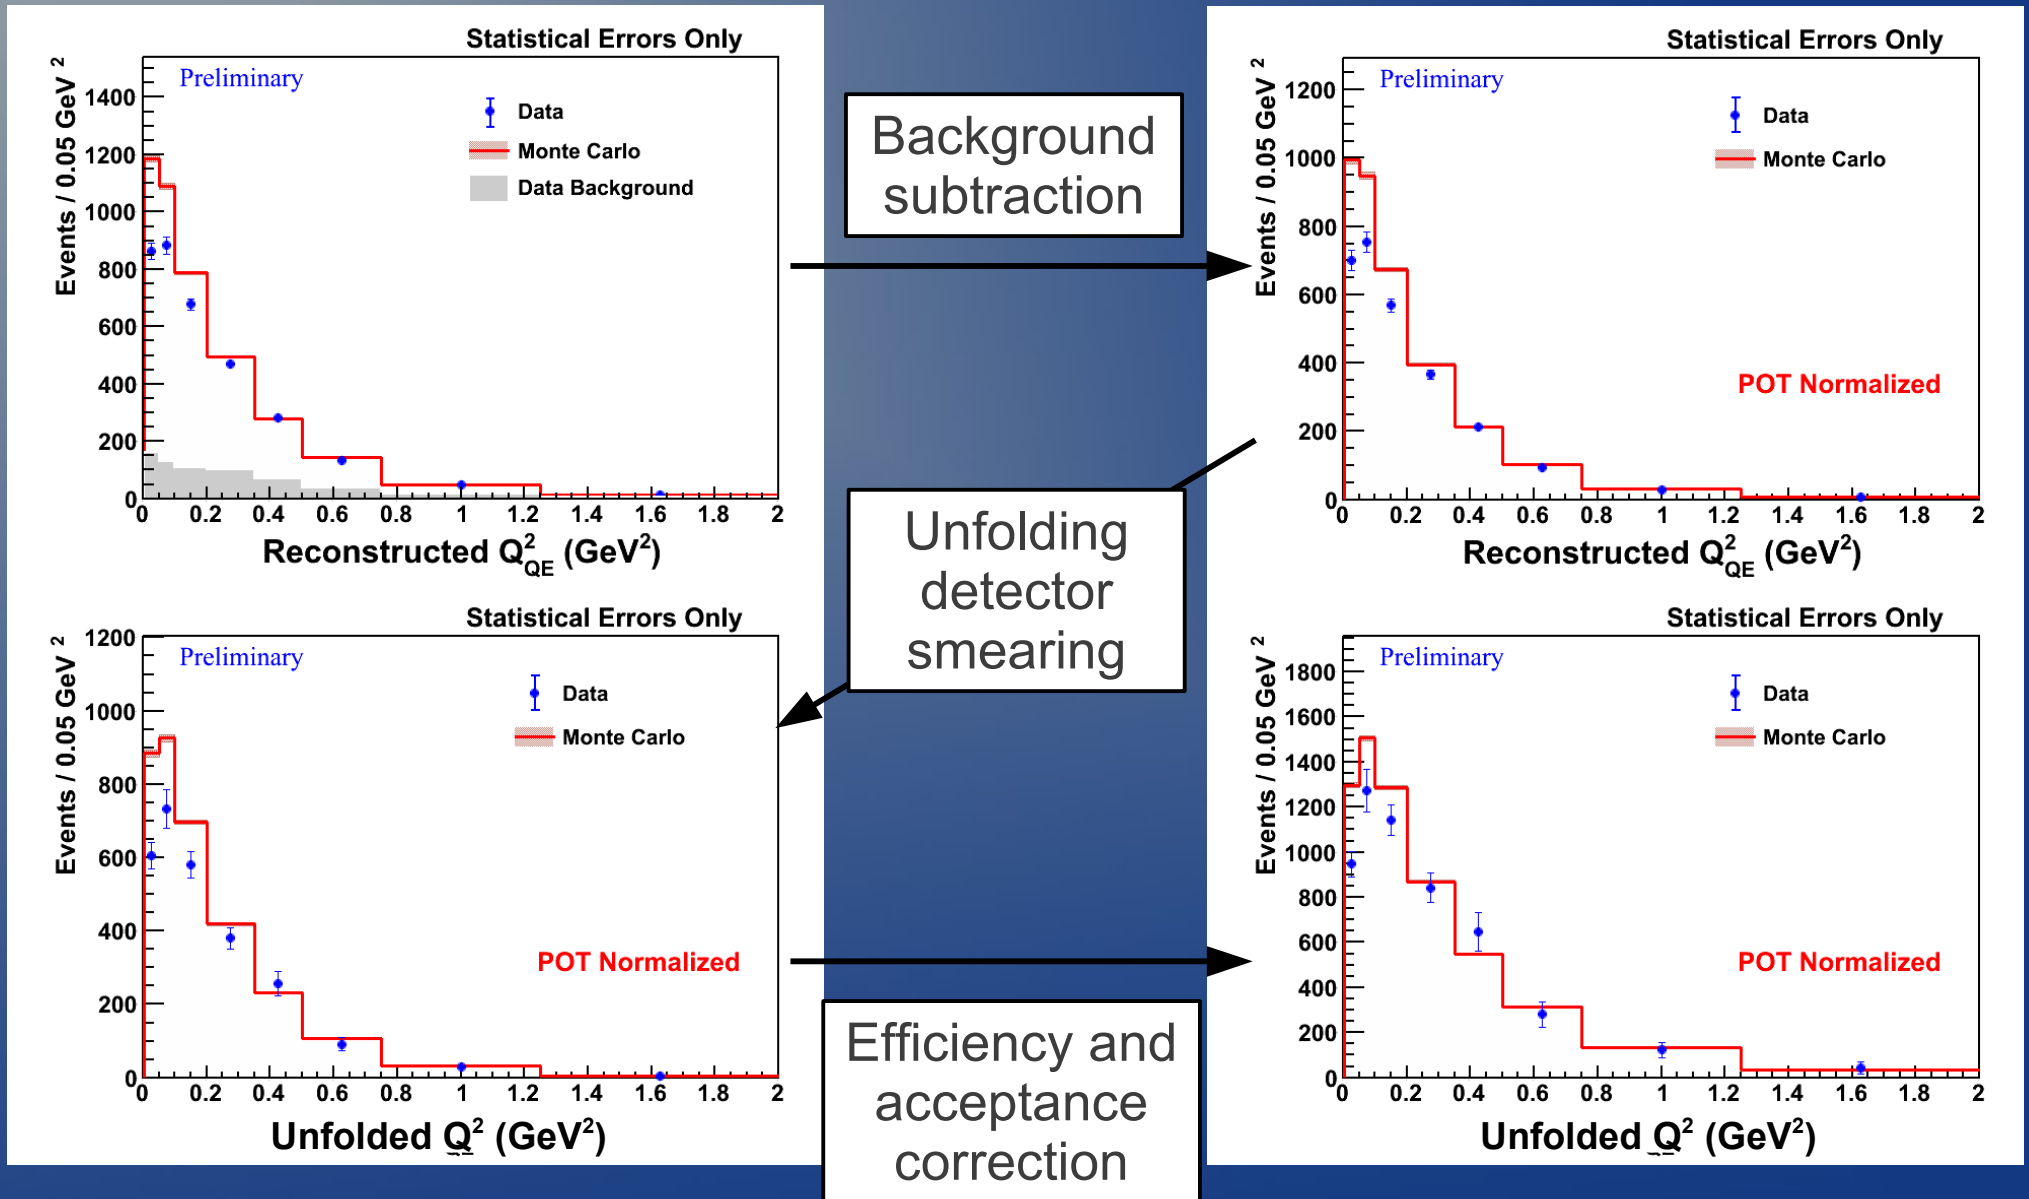 Statistical Errors Only
Preliminary
Events / 0.05 GeV²
1400
1200
1000
800
600
400
200
0
Data
Monte Carlo
Data Background
0 0.2 0.4 0.6 0.8 1 1.2 1.4 1.6 1.8 2
Reconstructed Q²QE (GeV²)
Background
subtraction
Statistical Errors Only
Preliminary
Events / 0.05 GeV²
1200
1000
800
600
400
200
0
Data
Monte Carlo
POT Normalized
0 0.2 0.4 0.6 0.8 1 1.2 1.4 1.6 1.8 2
Reconstructed Q²QE (GeV²)
Unfolding
detector
smearing
Statistical Errors Only
Preliminary
Events / 0.05 GeV²
1200
1000
800
600
400
200
0
Data
Monte Carlo
POT Normalized
0 0.2 0.4 0.6 0.8 1 1.2 1.4 1.6 1.8 2
Unfolded Q² (GeV²)
Efficiency and
acceptance
correction
Statistical Errors Only
Preliminary
Events / 0.05 GeV²
1800
1600
1400
1200
1000
800
600
400
200
0
Data
Monte Carlo
POT Normalized
0 0.2 0.4 0.6 0.8 1 1.2 1.4 1.6 1.8 2
Unfolded Q² (GeV²)